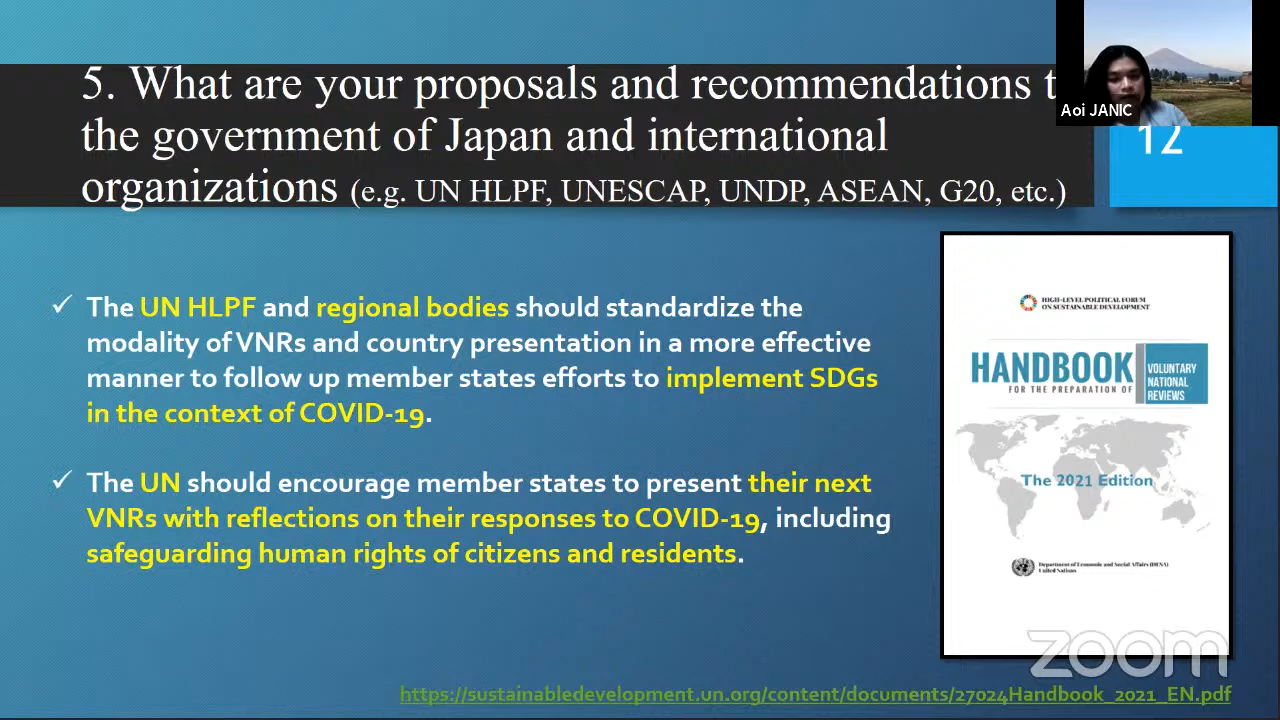 5. What are your proposals and recommendations t
the government of Japan and international
organizations (e.g. UN HLPF, UNESCAP, UNDP, ASEAN, G20, etc.)
Aoi JANIC
12
✓ The UN HLPF and regional bodies should standardize the
modality of VNRs and country presentation in a more effective
manner to follow up member states efforts to implement SDGs
in the context of COVID-19.
✓ The UN should encourage member states to present their next
VNRs with reflections on their responses to COVID-19, including
safeguarding human rights of citizens and residents.
HIGH-LEVEL POLITICAL FORUM
ON SUSTAINABLE DEVELOPMENT
HANDBOOK
FOR THE PREPARATION OF
VOLUNTARY
NATIONAL
REVIEWS
The 2021 Edition
Department of Economic and Social Affairs (DESA)
United Nations
zoom
https://sustainabledevelopment.un.org/content/documents/27024Handbook_2021_EN.pdf